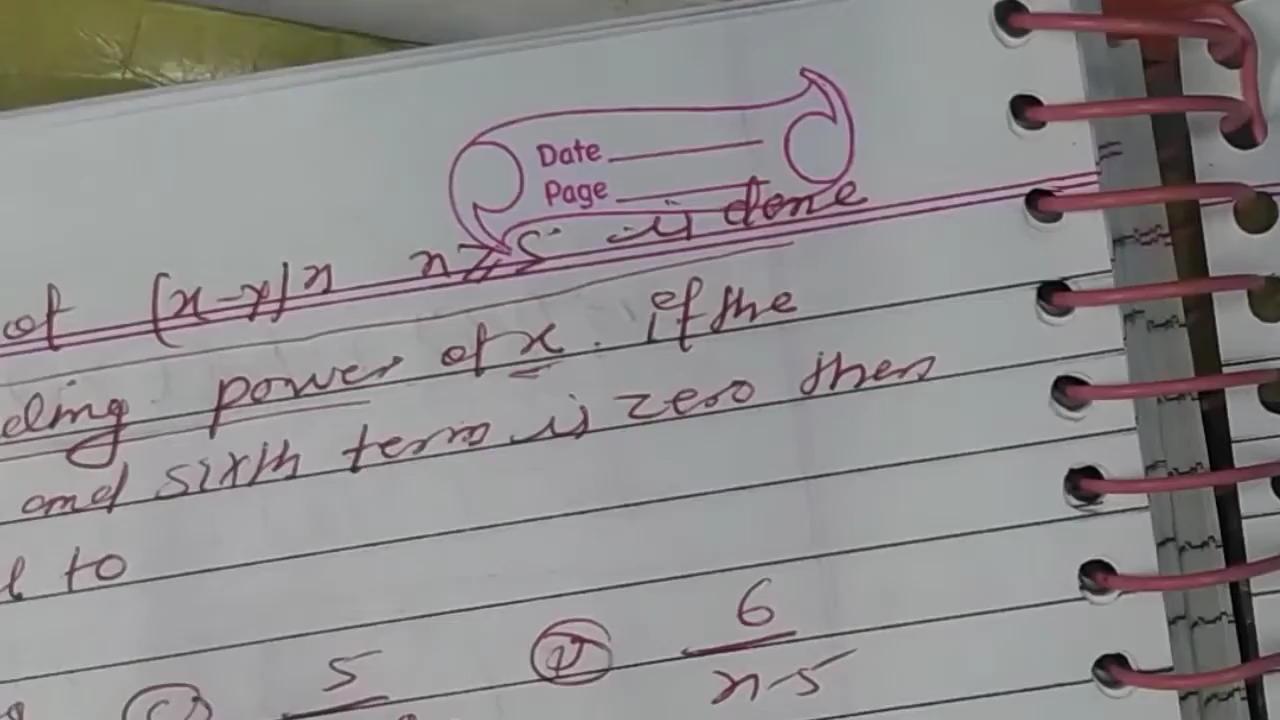 Date
Page
of (x-y)n n≥5 is done
ding power of x. if the
and sixth term is zero then
l to
(c) 5
(D) 6
n-5